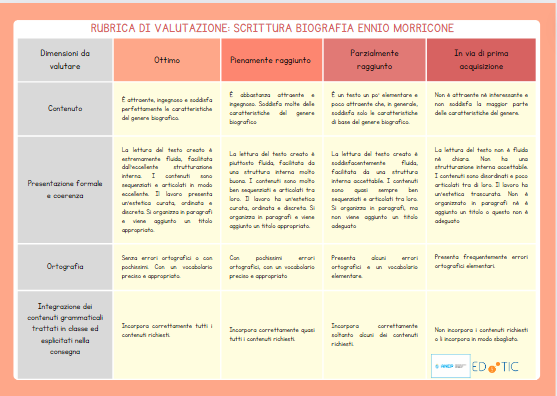 RUBRICA DI VALUTAZIONE: SCRITTURA BIOGRAFIA ENNIO MORRICONE
Dimensioni da
valutare
Ottimo
Pienamente raggiunto
Parzialmente
raggiunto
In via di prima
acquisizione
Contenuto
È attraente, ingegnoso e soddisfa
perfettamente le caratteristiche
del genere biografico.
È abbastanza attraente e
ingegnoso. Soddisfa molte delle
caratteristiche del genere
biografico
È un testo un po' elementare e
poco attraente che, in generale,
soddisfa solo le caratteristiche
di base del genere biografico.
Non è attraente né interessante e
non soddisfa la maggior parte
delle caratteristiche del genere.
Presentazione formale
e coerenza
La lettura del testo creato è
estremamente fluida, facilitata
dall'eccellente strutturazione
interna. I contenuti sono
sequenziati e articolati in modo
eccellente. Il lavoro presenta
un'estetica curata, ordinata e
discreta. Si organizza in paragrafi
e viene aggiunto un titolo
appropriato.
La lettura del testo creato è
piuttosto fluida, facilitata da
una struttura interna molto
buona. I contenuti sono molto
ben sequenziati e articolati tra
loro. Il lavoro ha un'estetica
curata, ordinata e discreta. Si
organizza in paragrafi e viene
aggiunto un titolo appropriato.
La lettura del testo creato è
soddisfacentemente fluida,
facilitata da una struttura
interna accettabile. I contenuti
sono quasi sempre ben
sequenziati e articolati tra loro.
Si organizza in paragrafi, ma
non viene aggiunto un titolo
adeguato
La lettura del testo non è fluida
né chiara. Non ha una
strutturazione interna accettabile.
I contenuti sono disordinati e poco
articolati tra di loro. Il lavoro ha
un'estetica trascurata. Non è
organizzato in paragrafi né è
aggiunto un titolo o questo non è
adeguato
Ortografia
Senza errori ortografici o con
pochissimi. Con un vocabolario
preciso e appropriato.
Con pochissimi errori
ortografici, con un vocabolario
preciso e appropriato
Presenta alcuni errori
ortografici e un vocabolario
elementare.
Presenta frequentemente errori
ortografici elementari.
Integrazione dei
contenuti grammaticali
trattati in classe ed
esplicitati nella
consegna
Incorpora correttamente tutti i
contenuti richiesti.
Incorpora correttamente quasi
tutti i contenuti richiesti.
Incorpora correttamente
soltanto alcuni dei contenuti
richiesti.
Non incorpora i contenuti richiesti
o li incorpora in modo sbagliato.